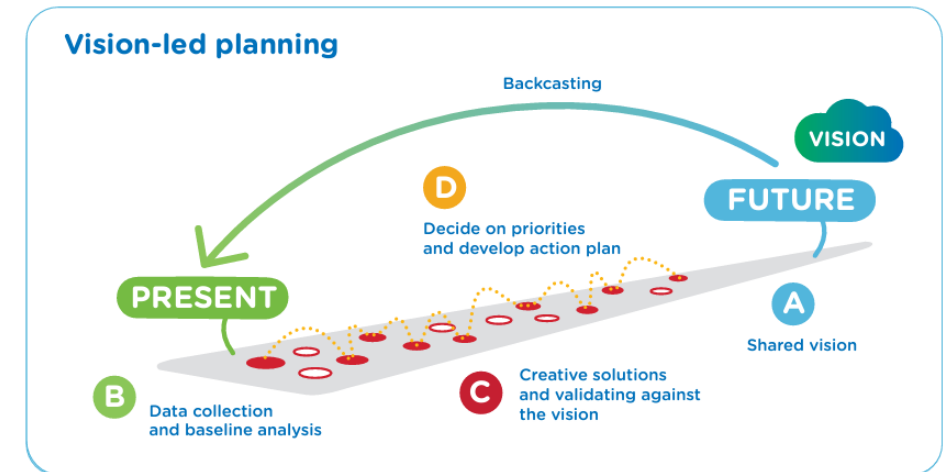 Vision-led planning
Backcasting
VISION
D
FUTURE
Decide on priorities
and develop action plan
PRESENT
A
Shared vision
B
Data collection
and baseline analysis
C
Creative solutions
and validating against
the vision